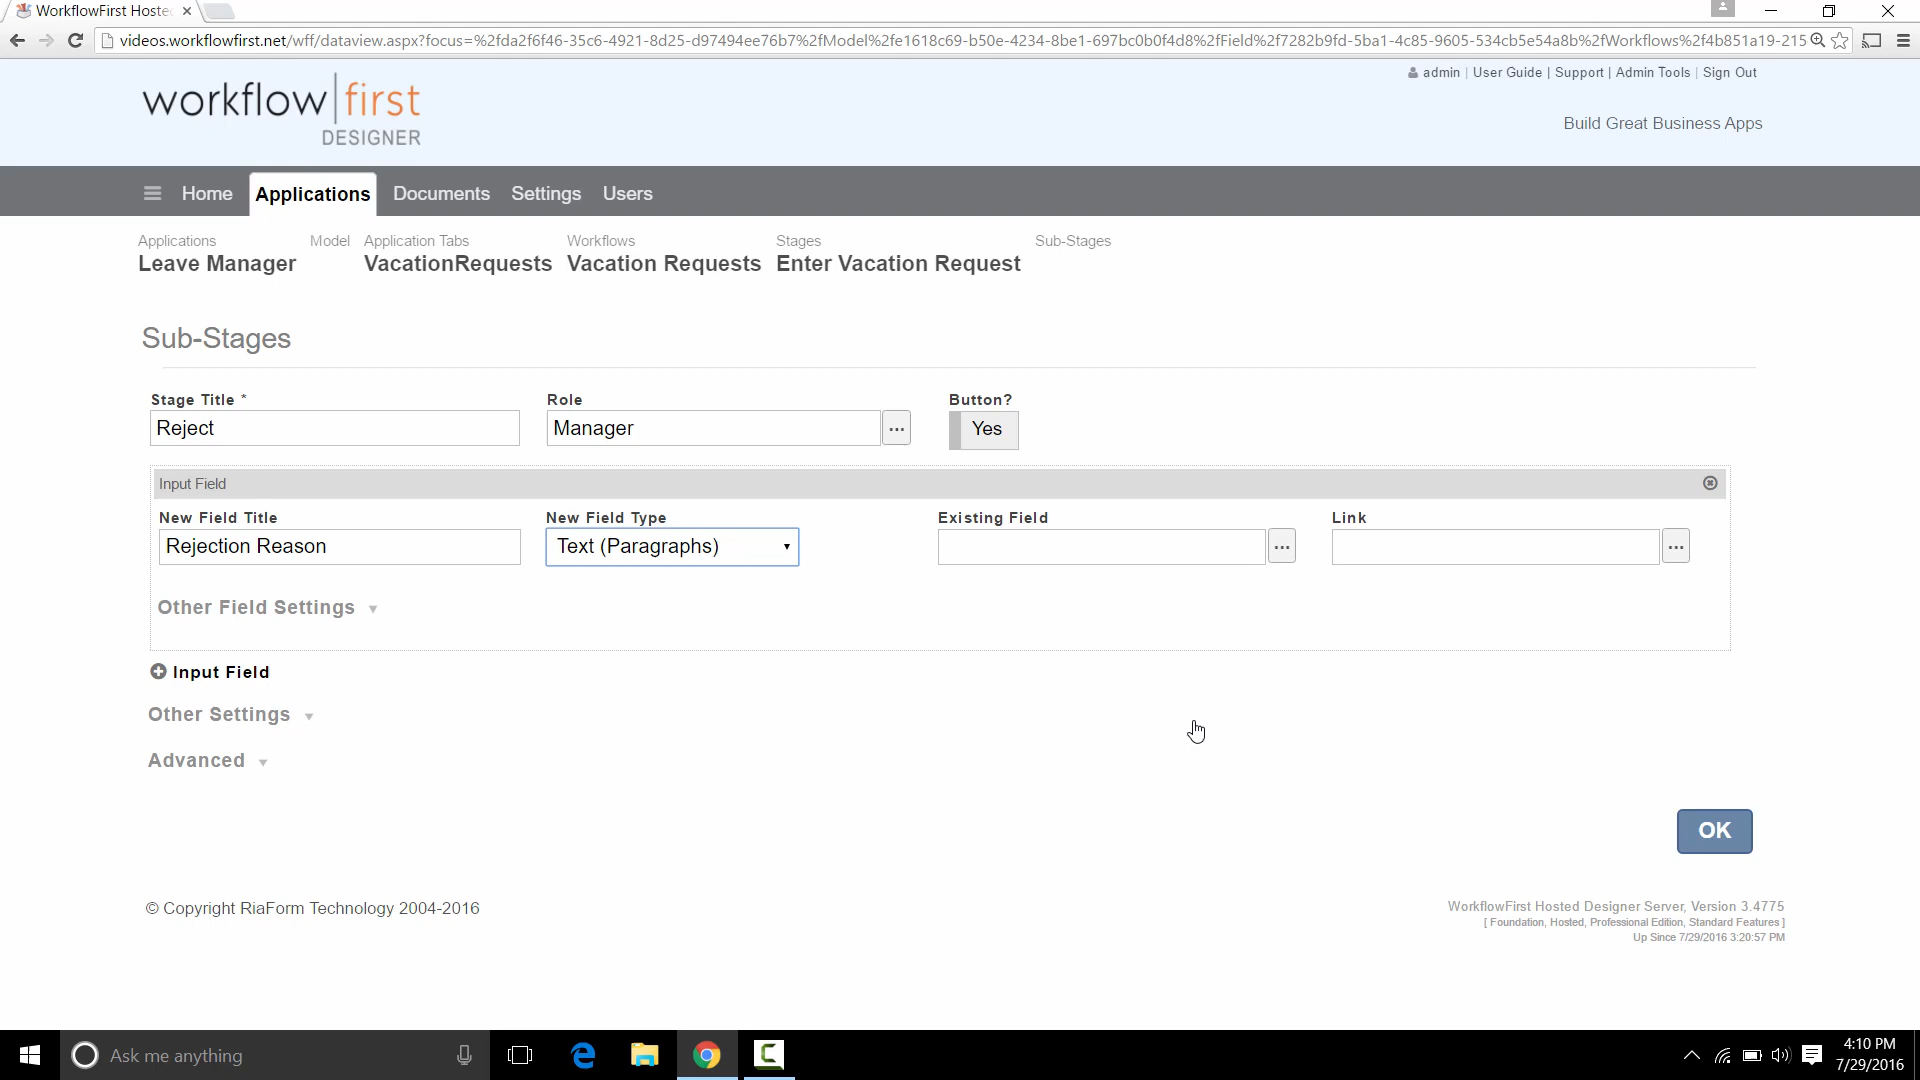 WorkflowFirst Hoste
videos.workflowfirst.net/wff/dataview.aspx?focus=%2fda2f6f46-35c6-4921-8d25-d97494ee76b7%2fModel%2fe1618c69-b50e-4234-8be1-697bc0b0f4d8%2fField%2f7282b9fd-5ba1-4c85-9605-534cb5e54a8b%2fWorkflows%2f4b851a19-215
admin | User Guide | Support | Admin Tools | Sign Out
workflow|first
DESIGNER
Build Great Business Apps
Home Applications Documents Settings Users
Applications Model Application Tabs Workflows Stages Sub-Stages
Leave Manager VacationRequests Vacation Requests Enter Vacation Request
Sub-Stages
Stage Title * Role Button?
Reject Manager ... Yes
Input Field
New Field Title New Field Type Existing Field Link
Rejection Reason Text (Paragraphs) ... ...
Other Field Settings
Input Field
Other Settings
Advanced
OK
© Copyright RiaForm Technology 2004-2016
WorkflowFirst Hosted Designer Server, Version 3.4775
[ Foundation, Hosted, Professional Edition, Standard Features ]
Up Since 7/29/2016 3:20:57 PM
Ask me anything
4:10 PM
7/29/2016